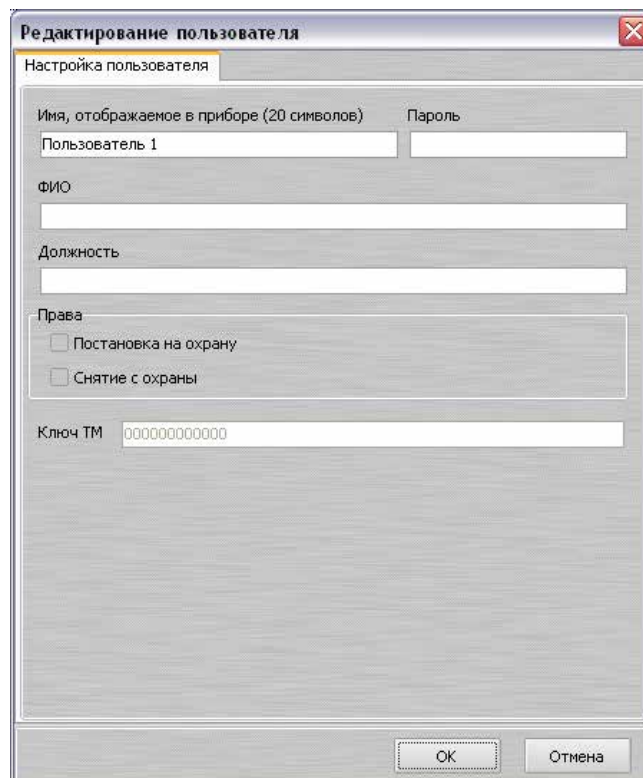 Редактирование пользователя
Настройка пользователя
Имя, отображаемое в приборе (20 символов) Пароль
Пользователь 1
ФИО
Должность
Права
Постановка на охрану
Снятие с охраны
Ключ ТМ 000000000000
ОК Отмена